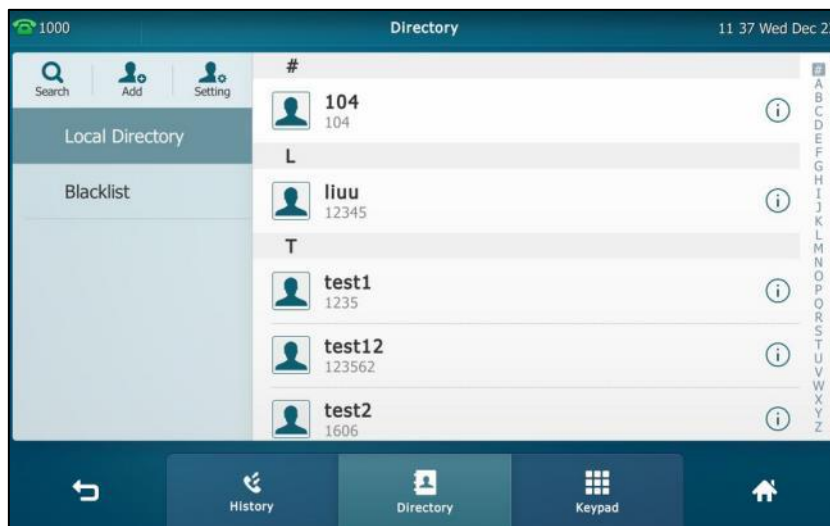 1000
Directory
11 37 Wed Dec 2
Search
Add
Setting
Local Directory
Blacklist
#
104
104
L
liuu
12345
T
test1
1235
test12
123562
test2
1606
#
A
B
C
D
E
F
G
H
I
J
K
L
M
N
O
P
Q
R
S
T
U
V
W
X
Y
Z
History
Directory
Keypad